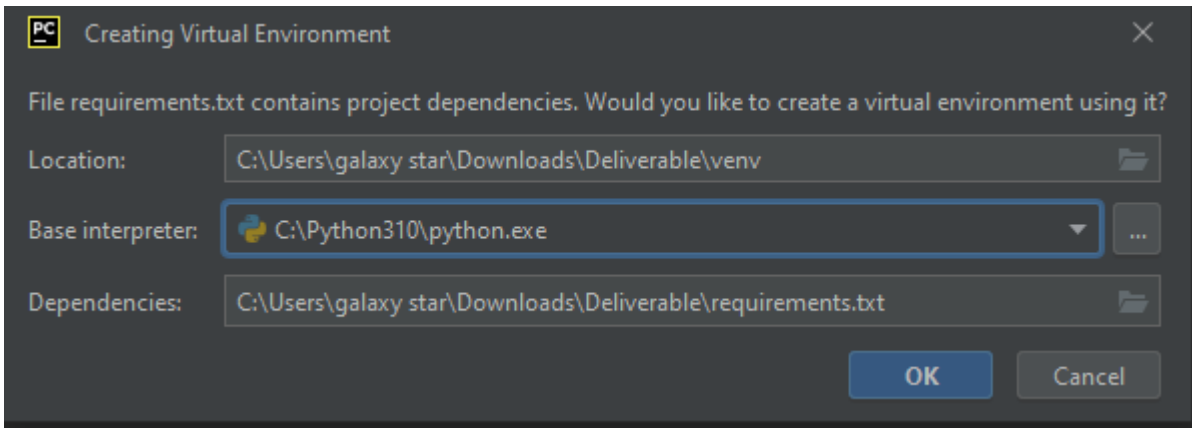 PC Creating Virtual Environment
File requirements.txt contains project dependencies. Would you like to create a virtual environment using it?
Location: C:\Users\galaxy star\Downloads\Deliverable\venv
Base interpreter: C:\Python310\python.exe ...
Dependencies: C:\Users\galaxy star\Downloads\Deliverable\requirements.txt
OK Cancel